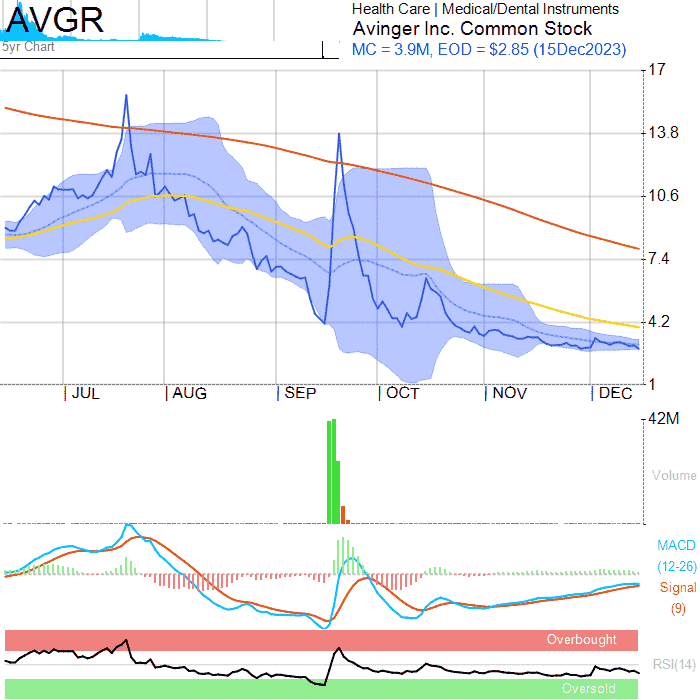 AVGR
5yr Chart
Health Care | Medical/Dental Instruments
Avinger Inc. Common Stock
MC = 3.9M, EOD = $2.85 (15Dec2023)
17
13.8
10.6
7.4
4.2
1
JUL AUG SEP OCT NOV DEC
42M
Volume
MACD
(12-26)
Signal
(9)
Overbought
RSI(14)
Oversold